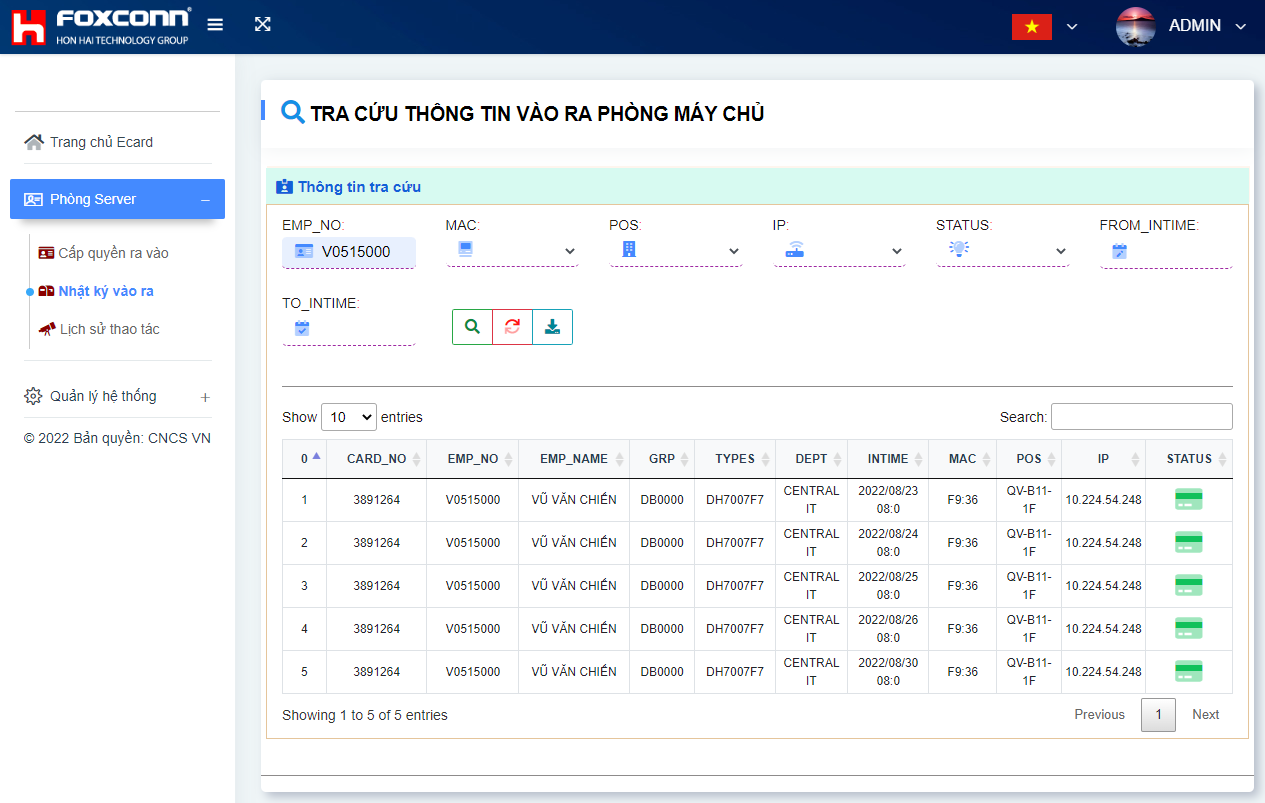 FOXCONN®
HON HAI TECHNOLOGY GROUP
ADMIN
Trang chủ Ecard
Phòng Server
Cấp quyền ra vào
Nhật ký vào ra
Lịch sử thao tác
Quản lý hệ thống
© 2022 Bản quyền: CNCS VN
TRA CỨU THÔNG TIN VÀO RA PHÒNG MÁY CHỦ
Thông tin tra cứu
EMP_NO: MAC: POS: IP: STATUS: FROM_INTIME:
V0515000
TO_INTIME:
Show 10 entries Search:
0 CARD_NO EMP_NO EMP_NAME GRP TYPES DEPT INTIME MAC POS IP STATUS
1 3891264 V0515000 VŨ VĂN CHIẾN DB0000 DH7007F7 CENTRAL IT 2022/08/23 08:0 F9:36 QV-B11-1F 10.224.54.248
2 3891264 V0515000 VŨ VĂN CHIẾN DB0000 DH7007F7 CENTRAL IT 2022/08/24 08:0 F9:36 QV-B11-1F 10.224.54.248
3 3891264 V0515000 VŨ VĂN CHIẾN DB0000 DH7007F7 CENTRAL IT 2022/08/25 08:0 F9:36 QV-B11-1F 10.224.54.248
4 3891264 V0515000 VŨ VĂN CHIẾN DB0000 DH7007F7 CENTRAL IT 2022/08/26 08:0 F9:36 QV-B11-1F 10.224.54.248
5 3891264 V0515000 VŨ VĂN CHIẾN DB0000 DH7007F7 CENTRAL IT 2022/08/30 08:0 F9:36 QV-B11-1F 10.224.54.248
Showing 1 to 5 of 5 entries Previous 1 Next